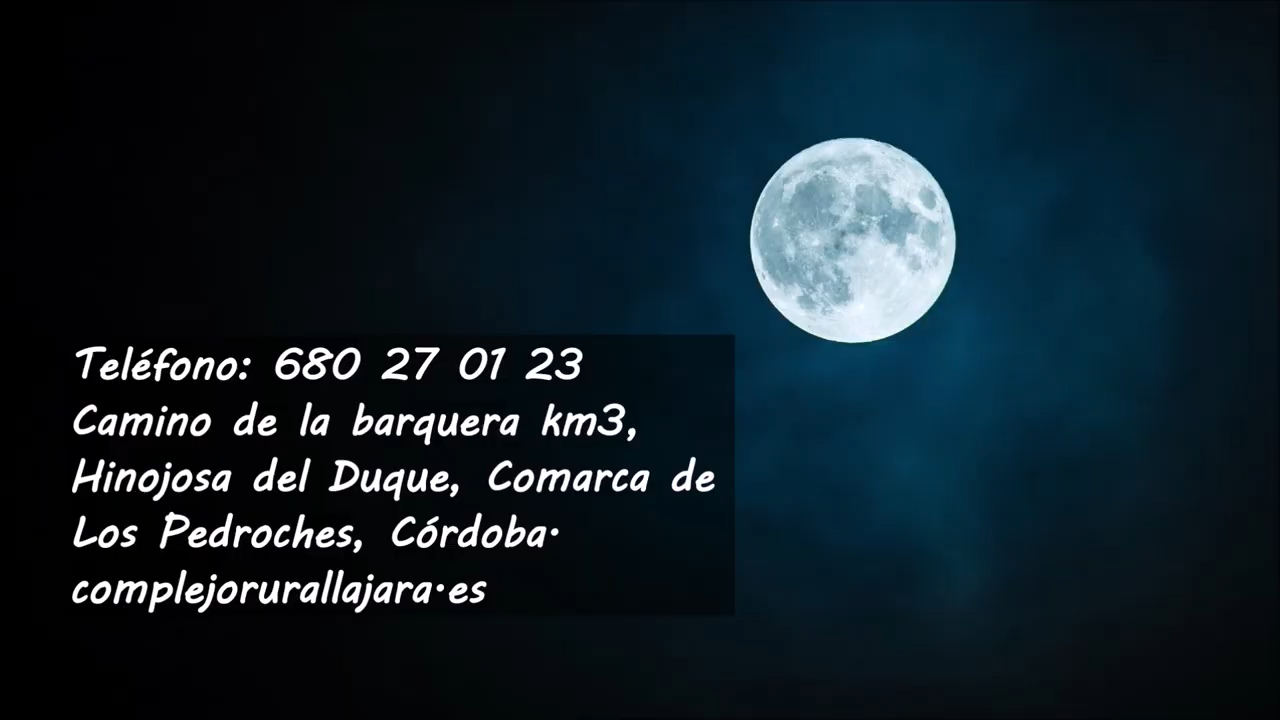 Teléfono: 680 27 01 23
Camino de la barquera km3,
Hinojosa del Duque, Comarca de
Los Pedroches, Córdoba·
complejorurallajara·es